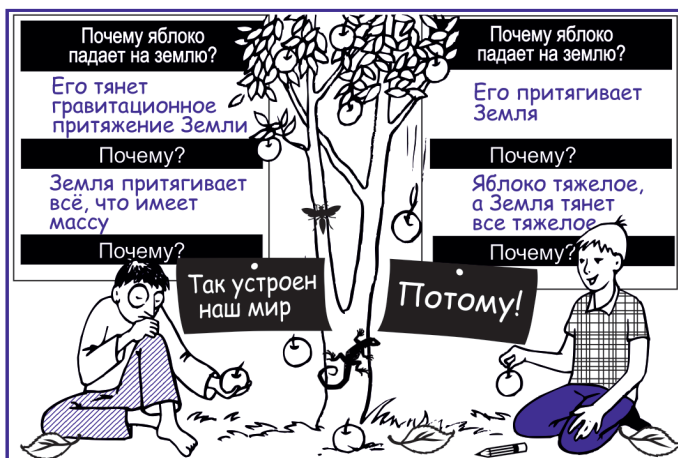 Почему яблоко
падает на землю?
Его тянет
гравитационное
притяжение Земли
Почему?
Земля притягивает
всё, что имеет
массу
Почему?
Так устроен
наш мир
Почему яблоко
падает на землю?
Его притягивает
Земля
Почему?
Яблоко тяжелое,
а Земля тянет
все тяжелое
Почему?
Потому!